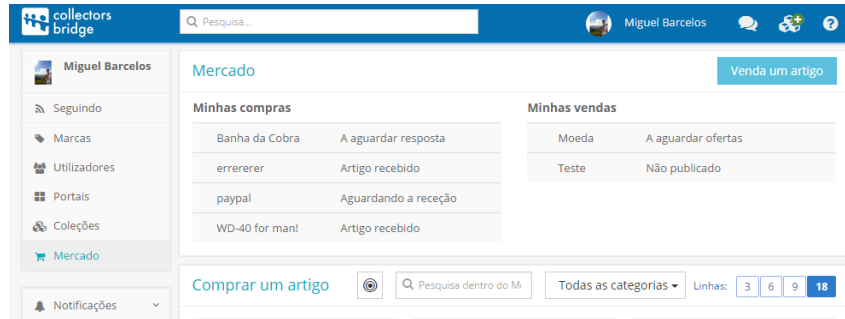 collectors
bridge
Pesquisa...
Miguel Barcelos
Miguel Barcelos
Seguindo
Marcas
Utilizadores
Portais
Coleções
Mercado
Notificações
Mercado
Venda um artigo
Minhas compras
Banha da Cobra A aguardar resposta
errererer Artigo recebido
paypal Aguardando a receção
WD-40 for man! Artigo recebido
Minhas vendas
Moeda A aguardar ofertas
Teste Não publicado
Comprar um artigo
Pesquisa dentro do M
Todas as categorias
Linhas: 3 6 9 18